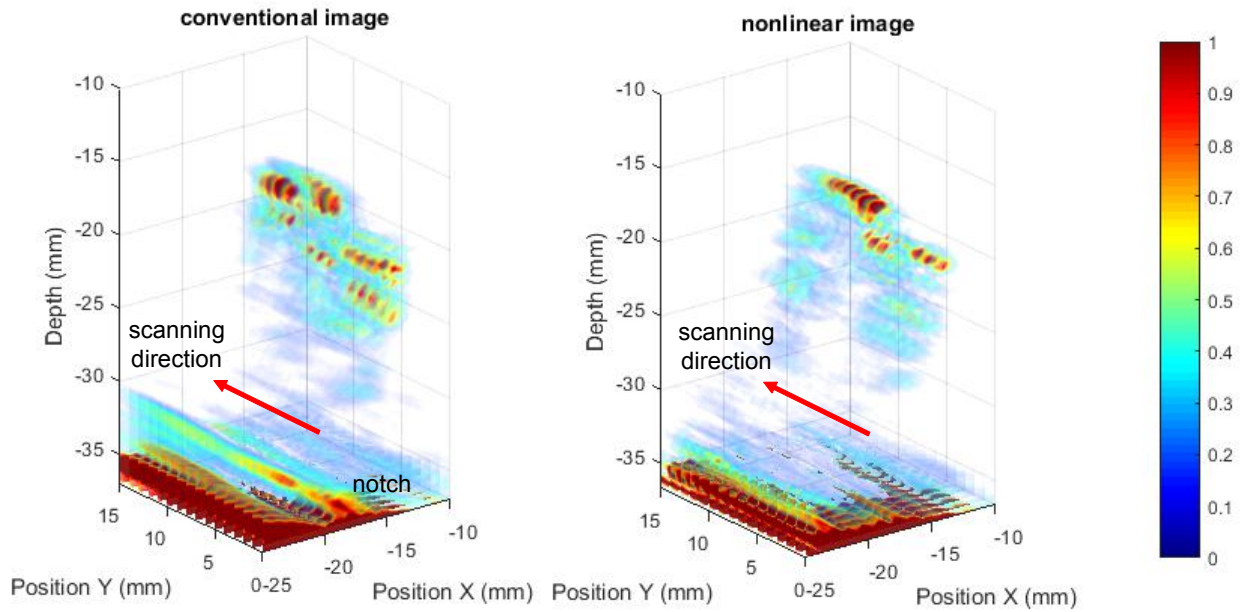 conventional image
-10
-15
-20
-25
-30
-35
Depth (mm)
scanning
direction
notch
15
10
5
0-25
-20
-15
-10
Position Y (mm)
Position X (mm)
nonlinear image
-10
-15
-20
-25
-30
-35
Depth (mm)
scanning
direction
15
10
5
0-25
-20
-15
-10
Position Y (mm)
Position X (mm)
1
0.9
0.8
0.7
0.6
0.5
0.4
0.3
0.2
0.1
0